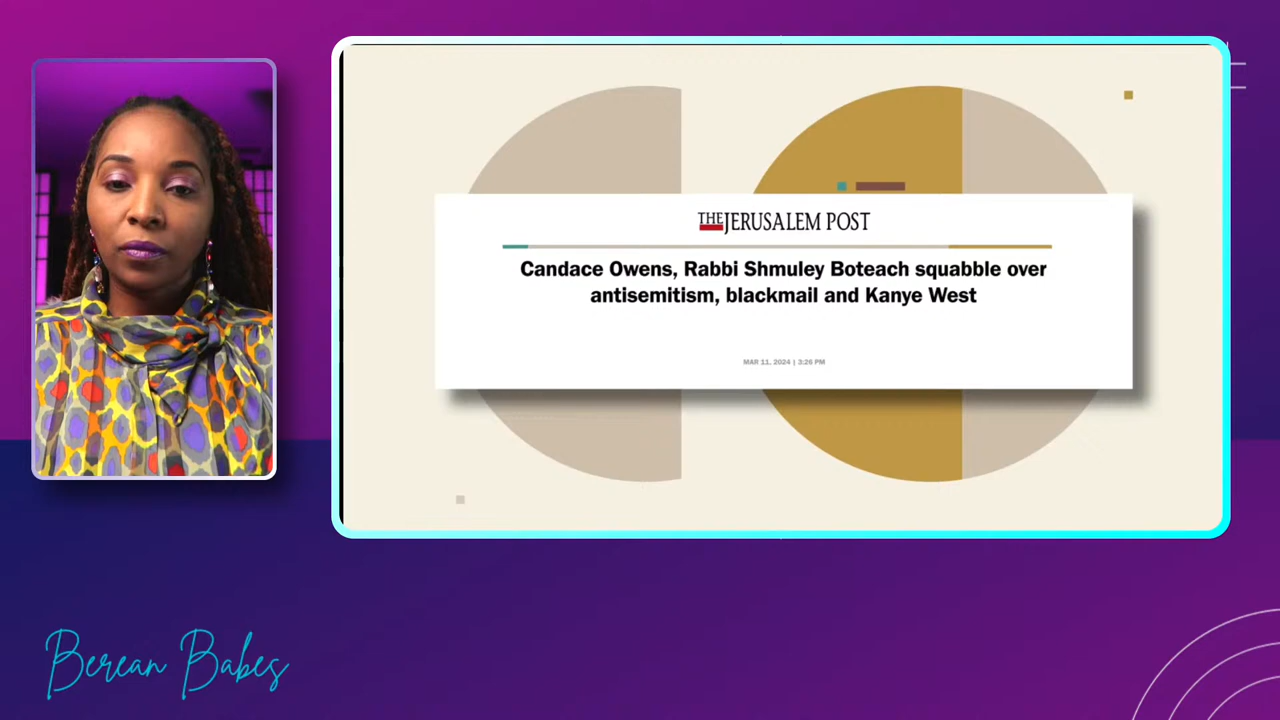 THE JERUSALEM POST
Candace Owens, Rabbi Shmuley Boteach squabble over
antisemitism, blackmail and Kanye West
MAR 11, 2024 | 3:26 PM
Berean Babes